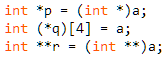 int *p = (int *)a;
int (*q)[4] = a;
int **r = (int **)a;